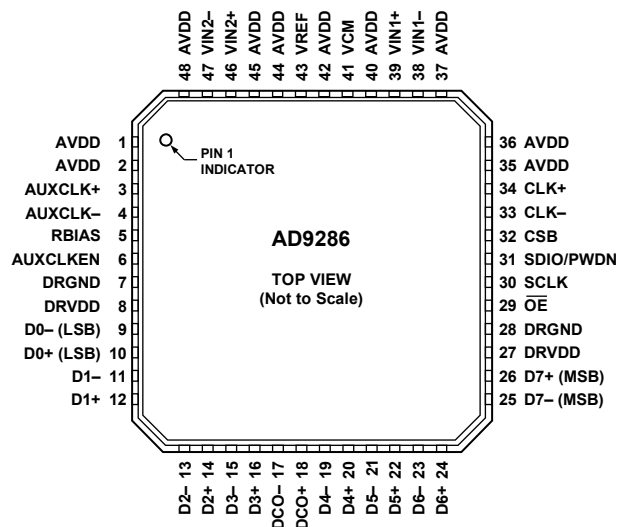 48 AVDD
47 VIN2–
46 VIN2+
45 AVDD
44 AVDD
43 VREF
42 AVDD
41 VCM
40 AVDD
39 VIN1+
38 VIN1–
37 AVDD
AVDD 1
AVDD 2
AUXCLK+ 3
AUXCLK– 4
RBIAS 5
AUXCLKEN 6
DRGND 7
DRVDD 8
D0– (LSB) 9
D0+ (LSB) 10
D1– 11
D1+ 12
PIN 1
INDICATOR
AD9286
TOP VIEW
(Not to Scale)
36 AVDD
35 AVDD
34 CLK+
33 CLK–
32 CSB
31 SDIO/PWDN
30 SCLK
29 OE
28 DRGND
27 DRVDD
26 D7+ (MSB)
25 D7– (MSB)
D2– 13
D2+ 14
D3– 15
D3+ 16
DCO– 17
DCO+ 18
D4– 19
D4+ 20
D5– 21
D5+ 22
D6– 23
D6+ 24